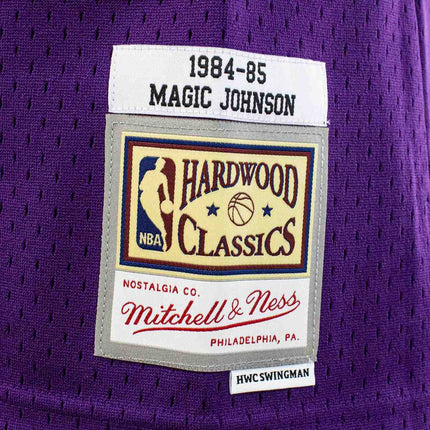 1984-85
MAGIC JOHNSON
HARDWOOD
NBA
CLASSICS
NOSTALGIA CO.
Mitchell & Ness
PHILADELPHIA, PA.
HWC SWINGMAN